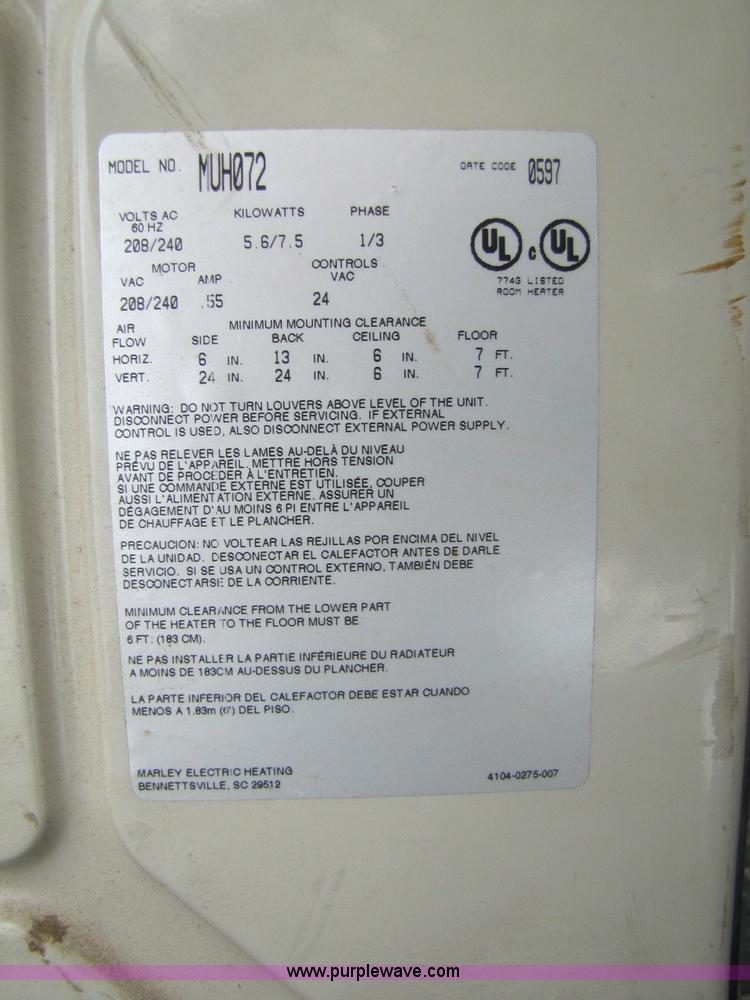 MODEL NO. MUH072 DATE CODE 0597
VOLTS AC KILOWATTS PHASE
60 HZ
208/240 5.6/7.5 1/3
MOTOR CONTROLS
VAC AMP VAC
208/240 .55 24
UL c UL
774G LISTED
ROOM HEATER
AIR MINIMUM MOUNTING CLEARANCE
FLOW SIDE BACK CEILING FLOOR
HORIZ. 6 IN. 13 IN. 6 IN. 7 FT.
VERT. 24 IN. 24 IN. 6 IN. 7 FT.
WARNING: DO NOT TURN LOUVERS ABOVE LEVEL OF THE UNIT.
DISCONNECT POWER BEFORE SERVICING. IF EXTERNAL
CONTROL IS USED, ALSO DISCONNECT EXTERNAL POWER SUPPLY.
NE PAS RELEVER LES LAMES AU-DELÀ DU NIVEAU
PRÉVU DE L'APPAREIL. METTRE HORS TENSION
AVANT DE PROCÉDER À L'ENTRETIEN.
SI UNE COMMANDE EXTERNE EST UTILISÉE, COUPER
AUSSI L'ALIMENTATION EXTERNE. ASSURER UN
DÉGAGEMENT D'AU MOINS 6 PI ENTRE L'APPAREIL
DE CHAUFFAGE ET LE PLANCHER.
PRECAUCION: NO VOLTEAR LAS REJILLAS POR ENCIMA DEL NIVEL
DE LA UNIDAD. DESCONECTAR EL CALEFACTOR ANTES DE DARLE
SERVICIO. SI SE USA UN CONTROL EXTERNO, TAMBIÉN DEBE
DESCONECTARSE DE LA CORRIENTE.
MINIMUM CLEARANCE FROM THE LOWER PART
OF THE HEATER TO THE FLOOR MUST BE
6 FT. (183 CM).
NE PAS INSTALLER LA PARTIE INFÉRIEURE DU RADIATEUR
A MOINS DE 183CM AU-DESSUS DU PLANCHER.
LA PARTE INFERIOR DEL CALEFACTOR DEBE ESTAR CUANDO
MENOS A 1.83m (6') DEL PISO.
MARLEY ELECTRIC HEATING
BENNETTSVILLE, SC 29512 4104-0275-007
www.purplewave.com